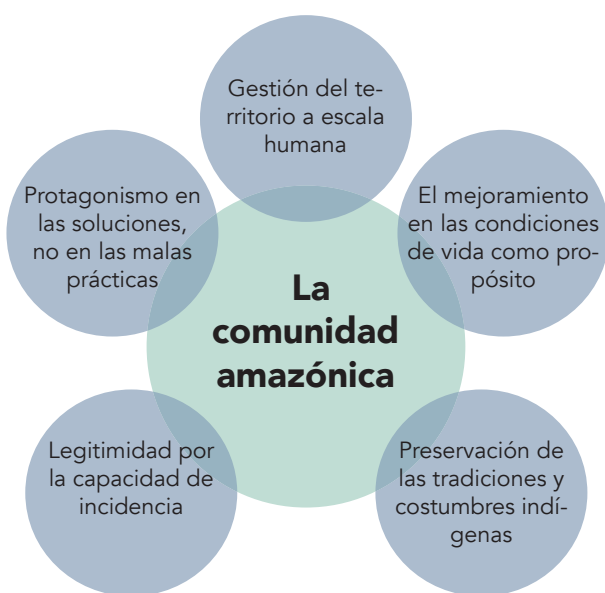 Gestión del te-
rritorio a escala
humana
Protagonismo en
las soluciones,
no en las malas
prácticas
El mejoramiento
en las condiciones
de vida como pro-
pósito
La
comunidad
amazónica
Legitimidad por
la capacidad de
incidencia
Preservación de
las tradiciones y
costumbres indí-
genas